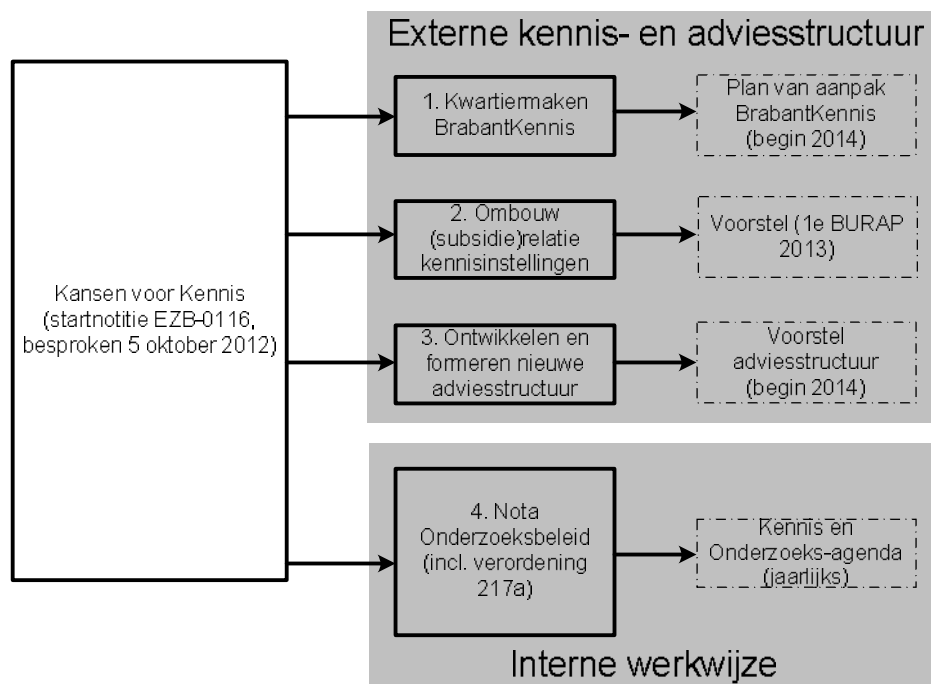 Externe kennis- en adviesstructuur
Kansen voor Kennis
(startnotitie EZB-0116,
besproken 5 oktober 2012)
1. Kwartiermaken
BrabantKennis
Plan van aanpak
BrabantKennis
(begin 2014)
2. Ombouw
(subsidie)relatie
kennisinstellingen
Voorstel (1e BURAP
2013)
3. Ontwikkelen en
formeren nieuwe
adviesstructuur
Voorstel
adviesstructuur
(begin 2014)
4. Nota
Onderzoeksbeleid
(incl. verordening
217a)
Kennis en
Onderzoeks-agenda
(jaarlijks)
Interne werkwijze